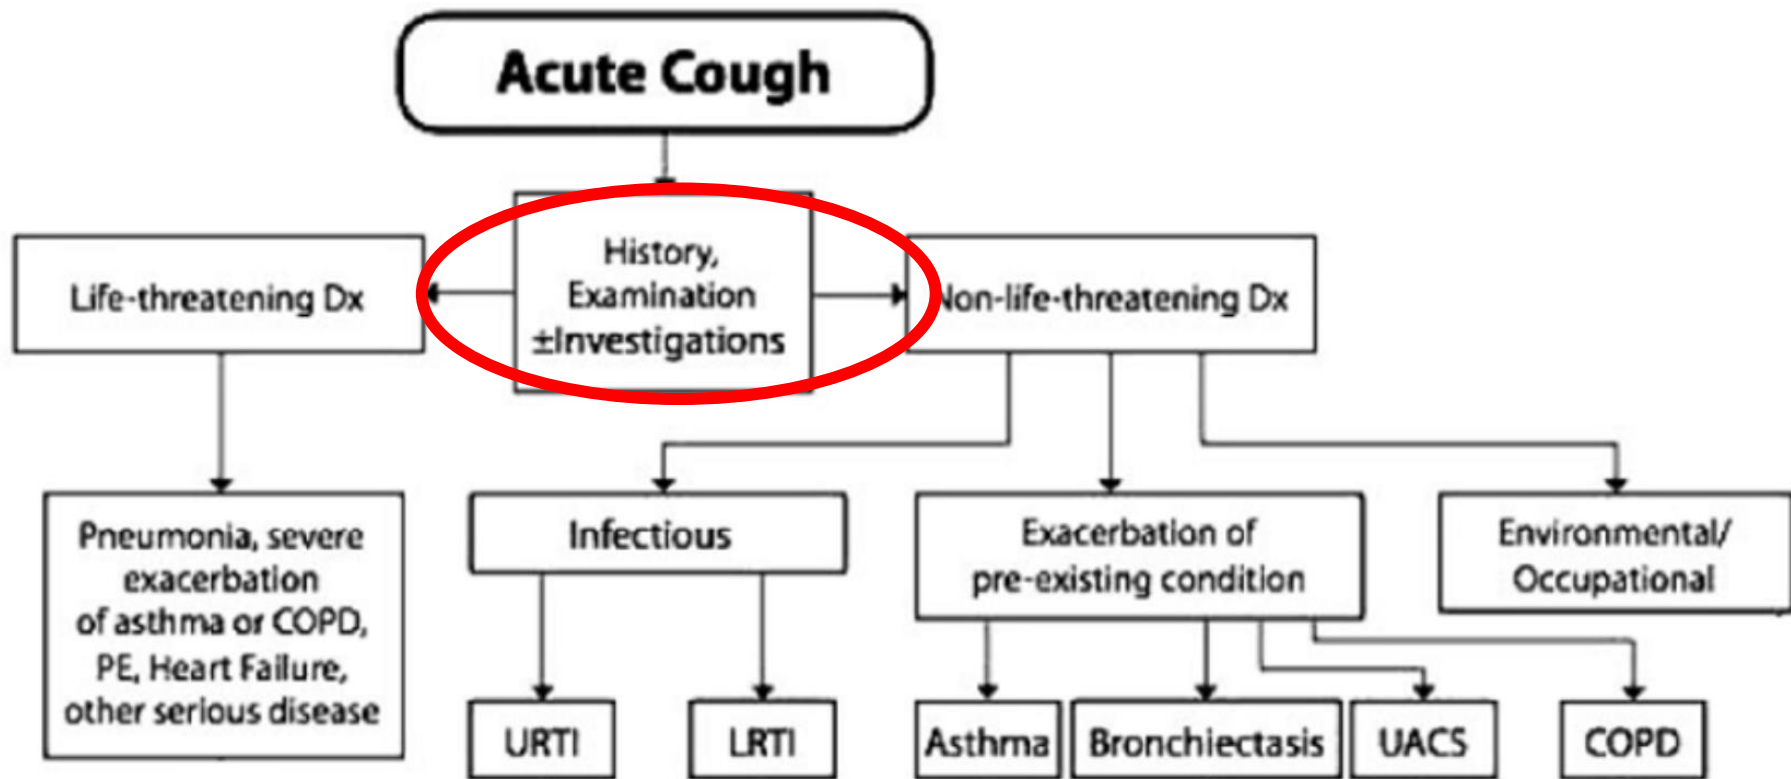 Acute Cough
History,
Examination
±Investigations
Life-threatening Dx
Non-life-threatening Dx
Pneumonia, severe
exacerbation
of asthma or COPD,
PE, Heart Failure,
other serious disease
Infectious
Exacerbation of
pre-existing condition
Environmental/
Occupational
URTI
LRTI
Asthma
Bronchiectasis
UACS
COPD